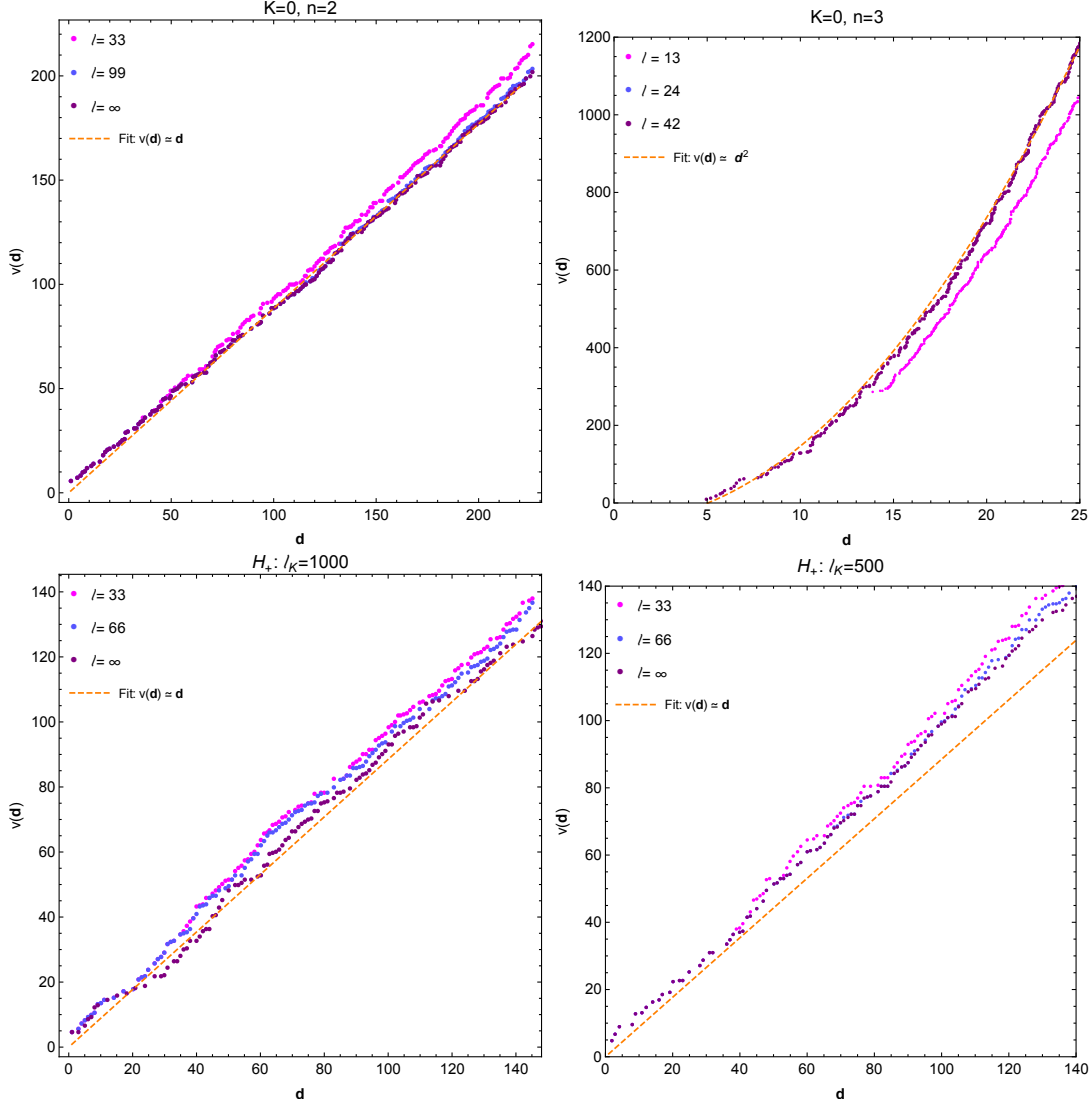 K=0, n=2
l= 33
l= 99
l= ∞
Fit: v(d) ≃ d
v(d)
200
150
100
50
0
0 50 100 150 200
d
K=0, n=3
l = 13
l = 24
l = 42
Fit: v(d) ≃ d²
v(d)
1200
1000
800
600
400
200
0
0 5 10 15 20 25
d
H₊: l_K=1000
l= 33
l= 66
l= ∞
Fit: v(d) ≃ d
v(d)
140
120
100
80
60
40
20
0
0 20 40 60 80 100 120 140
d
H₊: l_K=500
l= 33
l= 66
l= ∞
Fit: v(d) ≃ d
v(d)
140
120
100
80
60
40
20
0
0 20 40 60 80 100 120 140
d